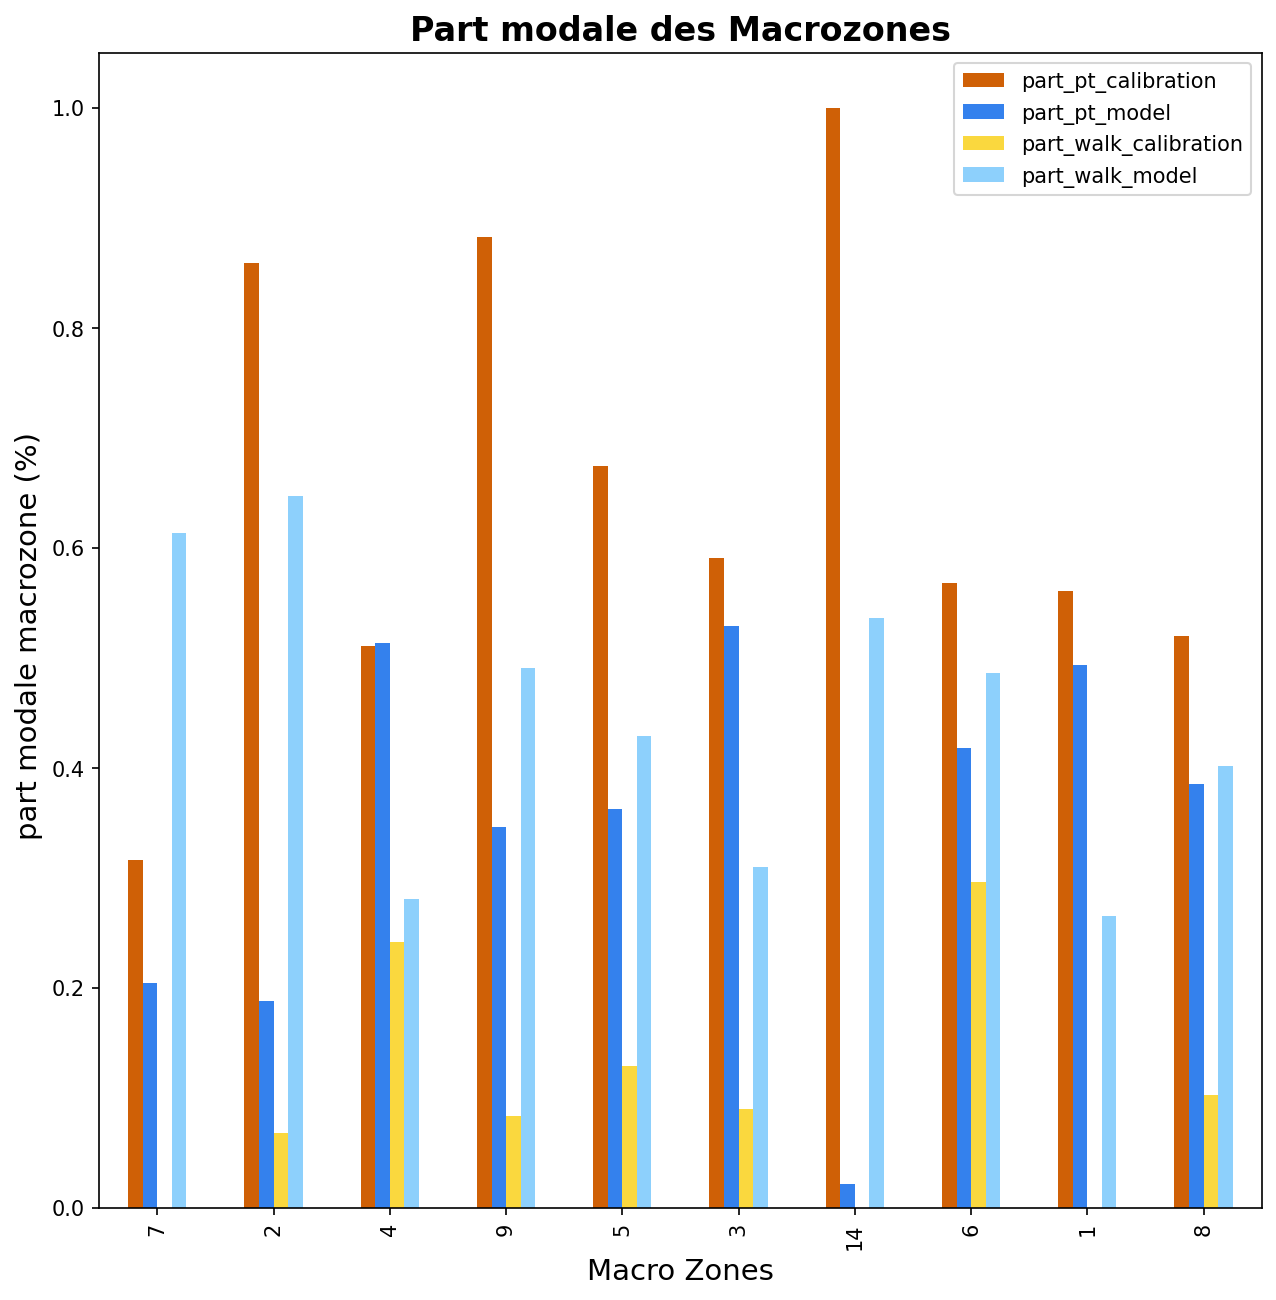 Part modale des Macrozones
part_pt_calibration
part_pt_model
part_walk_calibration
part_walk_model
part modale macrozone (%)
1.0
0.8
0.6
0.4
0.2
0.0
7 2 4 9 5 3 14 6 1 8
Macro Zones